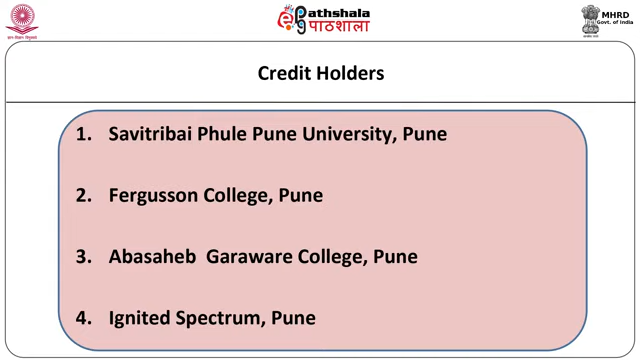 Pathshala
पाठशाला
MHRD
Govt. of India
Credit Holders
1. Savitribai Phule Pune University, Pune
2. Fergusson College, Pune
3. Abasaheb Garaware College, Pune
4. Ignited Spectrum, Pune